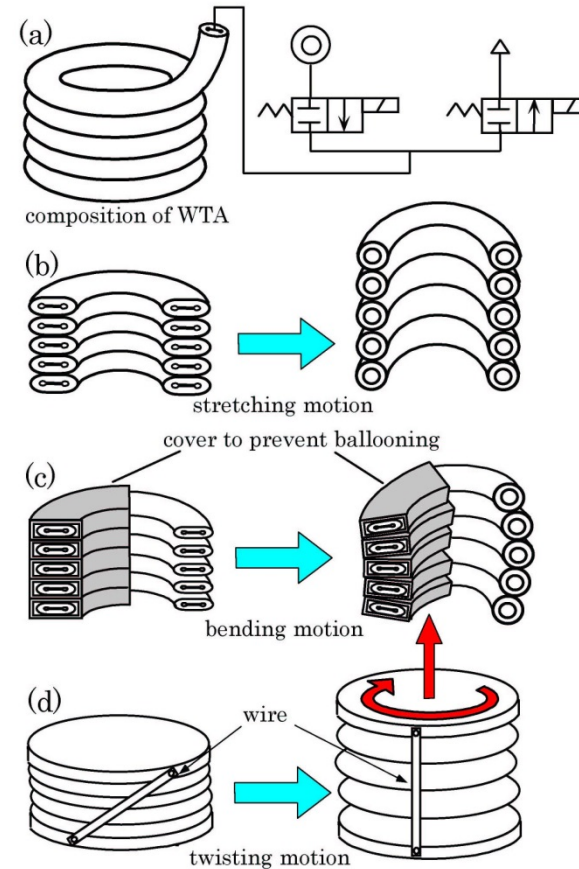 (a)
composition of WTA
(b)
stretching motion
cover to prevent ballooning
(c)
bending motion
(d)
wire
twisting motion